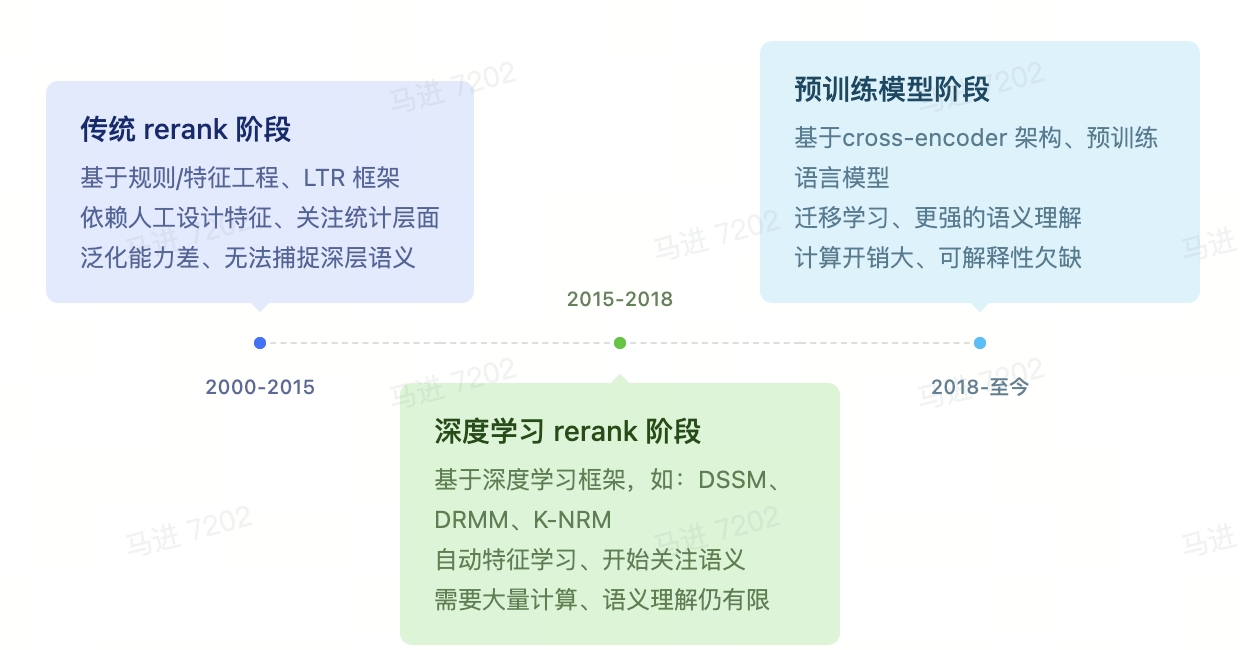 传统 rerank 阶段
基于规则/特征工程、LTR 框架
依赖人工设计特征、关注统计层面
泛化能力差、无法捕捉深层语义
2000-2015
2015-2018
深度学习 rerank 阶段
基于深度学习框架，如：DSSM、
DRMM、K-NRM
自动特征学习、开始关注语义
需要大量计算、语义理解仍有限
预训练模型阶段
基于cross-encoder 架构、预训练
语言模型
迁移学习、更强的语义理解
计算开销大、可解释性欠缺
2018-至今
马进 7202
马进 7202
马进 7202
马进 7202
马进
马进 7202
马进 7202
马进 7202
马进 7202
马进